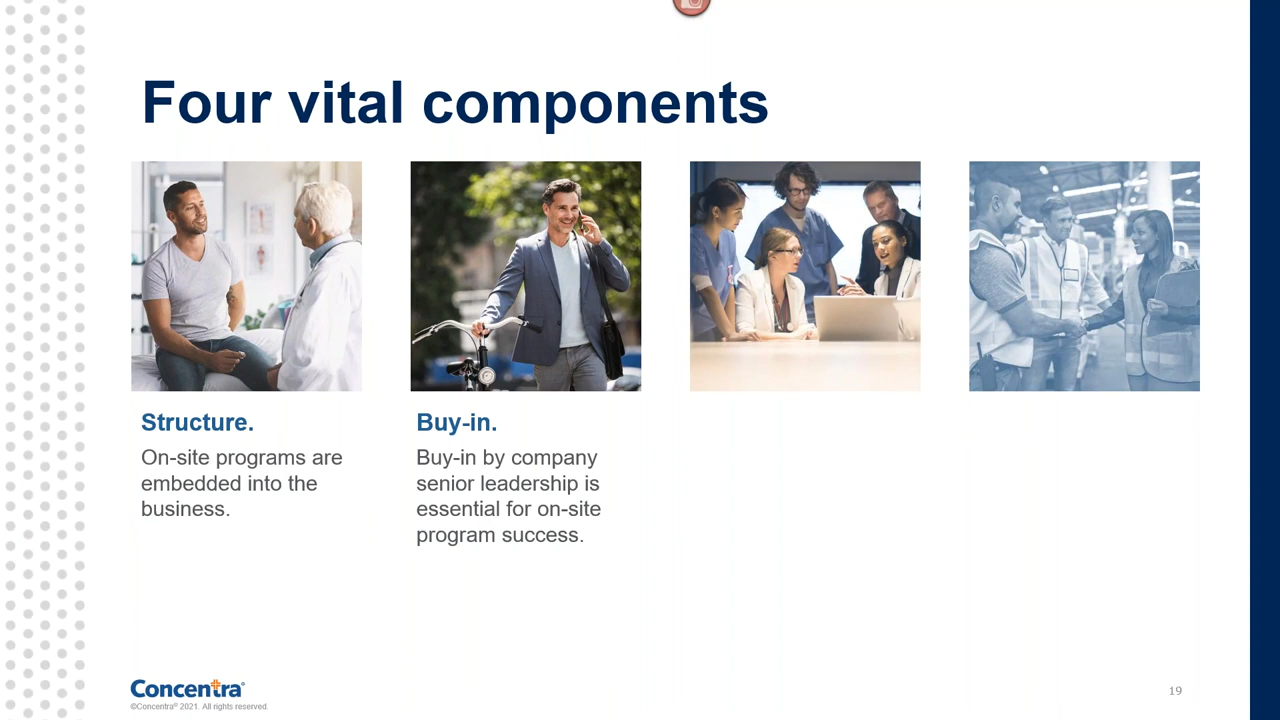 Four vital components
Structure.
On-site programs are
embedded into the
business.
Buy-in.
Buy-in by company
senior leadership is
essential for on-site
program success.
Concentra®
©Concentra® 2021. All rights reserved.
19